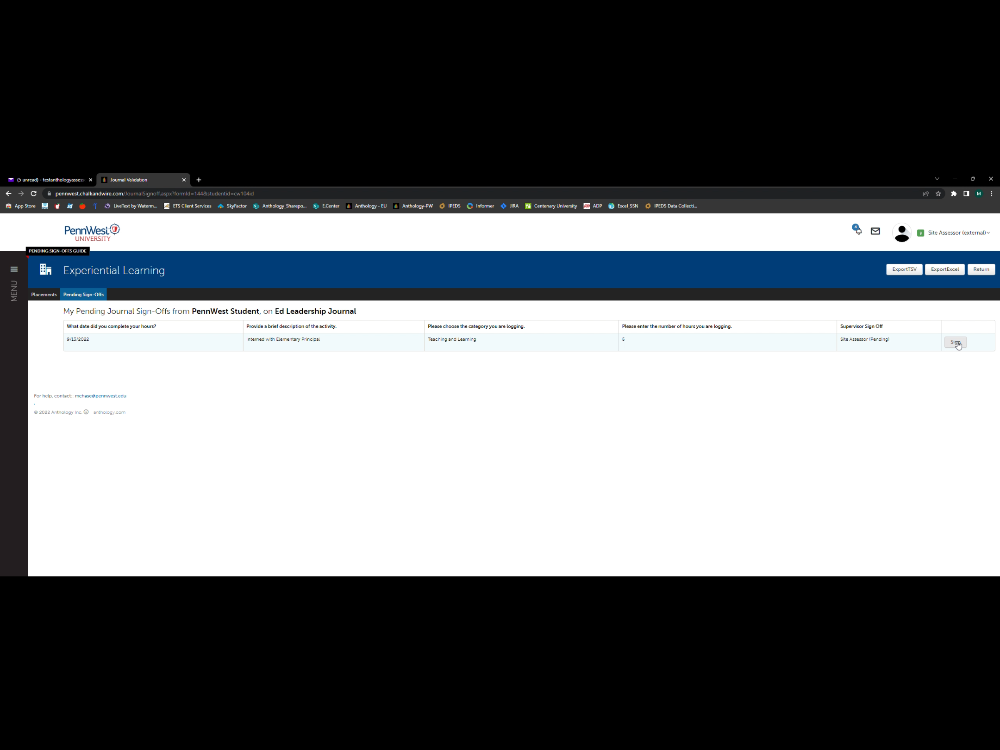 (5 unread) - testanthologyassess
Journal Validation
pennwest.chalkandwire.com/JournalSignoff.aspx?formId=144&studentid=cw104id
M
App Store
LiveText by Waterm...
ETS Client Services
SkyFactor
Anthology_Sharepo...
E.Center
Anthology - EU
Anthology-PW
IPEDS
Informer
JIRA
Centenary University
ADP
Excel_SSN
IPEDS Data Collecti...
PennWest
UNIVERSITY
4
g
Site Assessor (external)
PENDING SIGN-OFFS GUIDE
MENU
Experiential Learning
ExportTSV
ExportExcel
Return
Placements
Pending Sign-Offs
My Pending Journal Sign-Offs from PennWest Student, on Ed Leadership Journal
What date did you complete your hours?
Provide a brief description of the activity.
Please choose the category you are logging.
Please enter the number of hours you are logging.
Supervisor Sign Off
9/13/2022
Interned with Elementary Principal
Teaching and Learning
5
Site Assessor (Pending)
Sign
For help, contact:: mchase@pennwest.edu
.
© 2022 Anthology Inc.
anthology.com